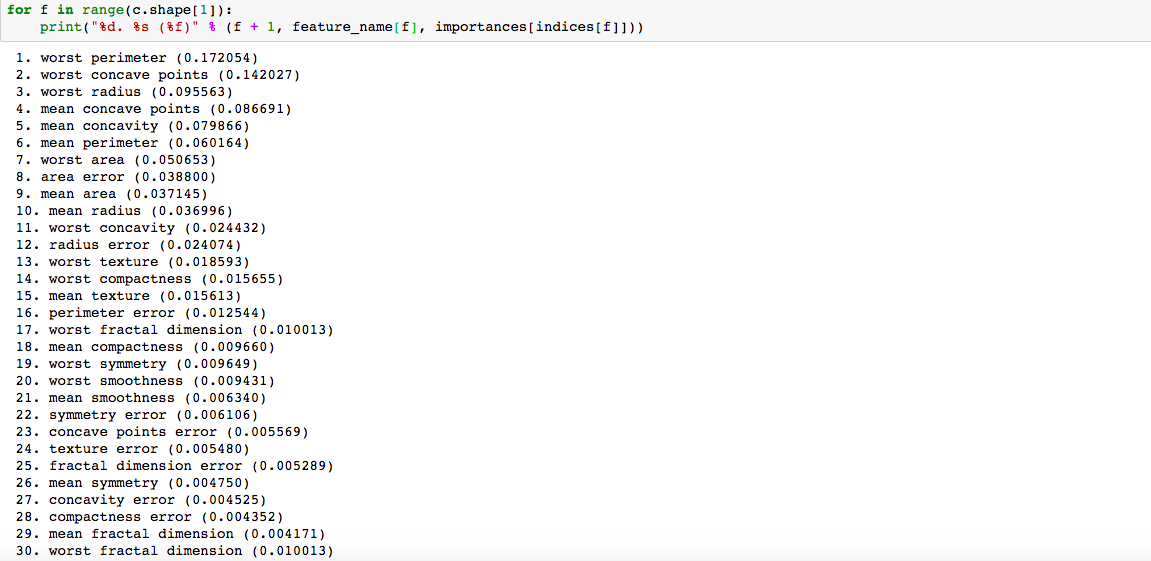 for f in range(c.shape[1]):
    print("%d. %s (%f)" % (f + 1, feature_name[f], importances[indices[f]]))
1. worst perimeter (0.172054)
2. worst concave points (0.142027)
3. worst radius (0.095563)
4. mean concave points (0.086691)
5. mean concavity (0.079866)
6. mean perimeter (0.060164)
7. worst area (0.050653)
8. area error (0.038800)
9. mean area (0.037145)
10. mean radius (0.036996)
11. worst concavity (0.024432)
12. radius error (0.024074)
13. worst texture (0.018593)
14. worst compactness (0.015655)
15. mean texture (0.015613)
16. perimeter error (0.012544)
17. worst fractal dimension (0.010013)
18. mean compactness (0.009660)
19. worst symmetry (0.009649)
20. worst smoothness (0.009431)
21. mean smoothness (0.006340)
22. symmetry error (0.006106)
23. concave points error (0.005569)
24. texture error (0.005480)
25. fractal dimension error (0.005289)
26. mean symmetry (0.004750)
27. concavity error (0.004525)
28. compactness error (0.004352)
29. mean fractal dimension (0.004171)
30. worst fractal dimension (0.010013)